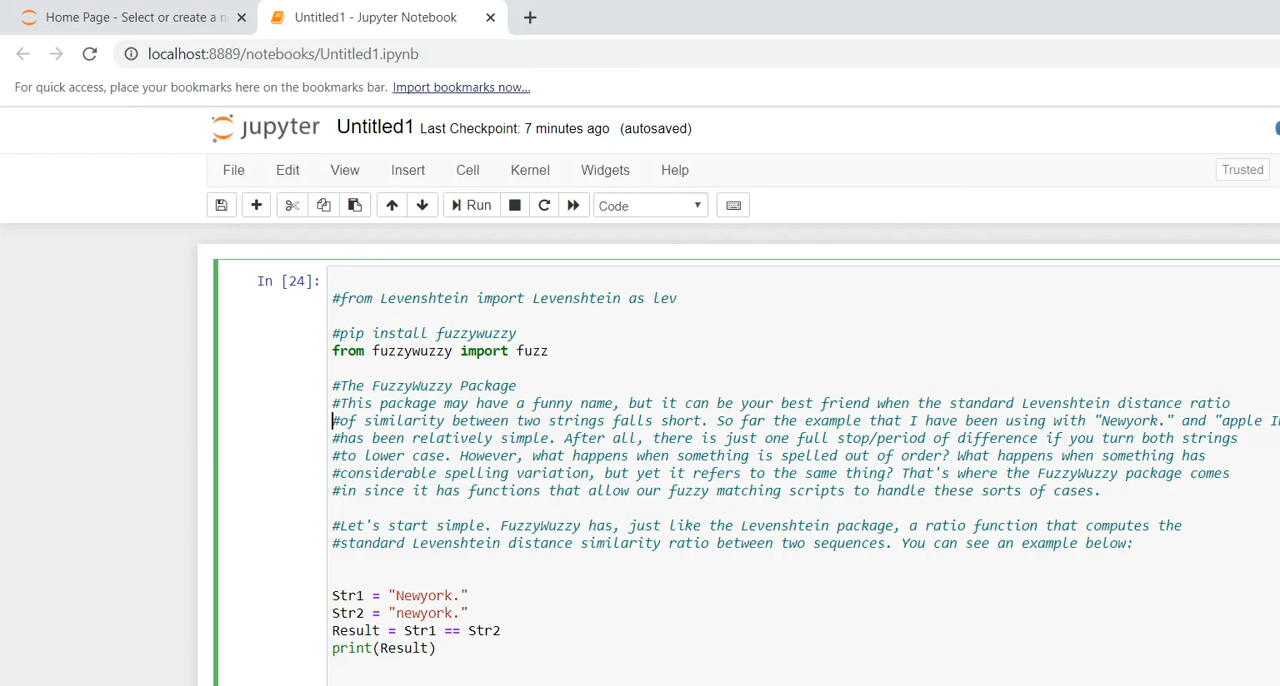 Home Page - Select or create a n
Untitled1 - Jupyter Notebook
localhost:8889/notebooks/Untitled1.ipynb
For quick access, place your bookmarks here on the bookmarks bar. Import bookmarks now...
jupyter Untitled1 Last Checkpoint: 7 minutes ago (autosaved)
File Edit View Insert Cell Kernel Widgets Help Trusted
Run Code
In [24]:
#from Levenshtein import Levenshtein as lev
#pip install fuzzywuzzy
from fuzzywuzzy import fuzz
#The FuzzyWuzzy Package
#This package may have a funny name, but it can be your best friend when the standard Levenshtein distance ratio
#of similarity between two strings falls short. So far the example that I have been using with "Newyork." and "apple I
#has been relatively simple. After all, there is just one full stop/period of difference if you turn both strings
#to lower case. However, what happens when something is spelled out of order? What happens when something has
#considerable spelling variation, but yet it refers to the same thing? That's where the FuzzyWuzzy package comes
#in since it has functions that allow our fuzzy matching scripts to handle these sorts of cases.
#Let's start simple. FuzzyWuzzy has, just like the Levenshtein package, a ratio function that computes the
#standard Levenshtein distance similarity ratio between two sequences. You can see an example below:
Str1 = "Newyork."
Str2 = "newyork."
Result = Str1 == Str2
print(Result)